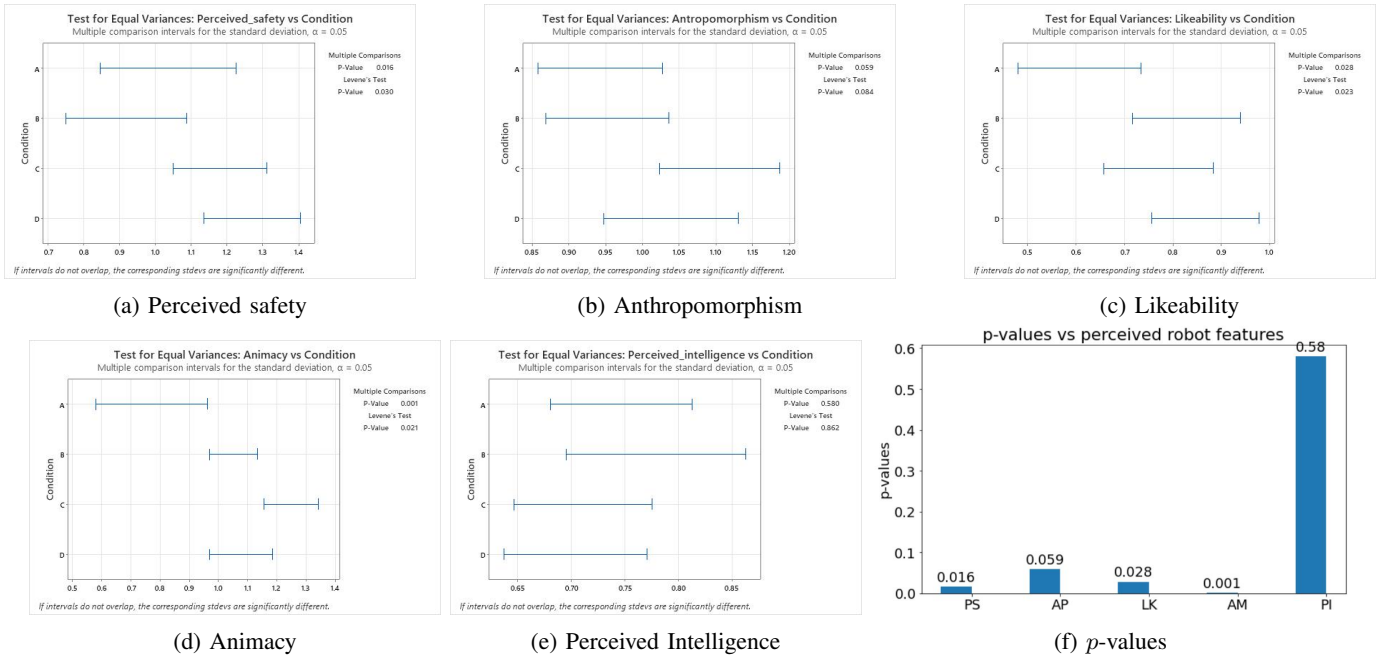 Test for Equal Variances: Perceived_safety vs Condition
Multiple comparison intervals for the standard deviation, α = 0.05
Multiple Comparisons
P-Value 0.016
Levene's Test
P-Value 0.030
Condition
A
B
C
D
0.7 0.8 0.9 1.0 1.1 1.2 1.3 1.4
If intervals do not overlap, the corresponding stdevs are significantly different.
(a) Perceived safety
Test for Equal Variances: Antropomorphism vs Condition
Multiple comparison intervals for the standard deviation, α = 0.05
Multiple Comparisons
P-Value 0.059
Levene's Test
P-Value 0.084
Condition
A
B
C
D
0.85 0.90 0.95 1.00 1.05 1.10 1.15 1.20
If intervals do not overlap, the corresponding stdevs are significantly different.
(b) Anthropomorphism
Test for Equal Variances: Likeability vs Condition
Multiple comparison intervals for the standard deviation, α = 0.05
Multiple Comparisons
P-Value 0.028
Levene's Test
P-Value 0.023
Condition
A
B
C
D
0.5 0.6 0.7 0.8 0.9 1.0
If intervals do not overlap, the corresponding stdevs are significantly different.
(c) Likeability
Test for Equal Variances: Animacy vs Condition
Multiple comparison intervals for the standard deviation, α = 0.05
Multiple Comparisons
P-Value 0.001
Levene's Test
P-Value 0.021
Condition
A
B
C
D
0.5 0.6 0.7 0.8 0.9 1.0 1.1 1.2 1.3 1.4
If intervals do not overlap, the corresponding stdevs are significantly different.
(d) Animacy
Test for Equal Variances: Perceived_intelligence vs Condition
Multiple comparison intervals for the standard deviation, α = 0.05
Multiple Comparisons
P-Value 0.580
Levene's Test
P-Value 0.862
Condition
A
B
C
D
0.65 0.70 0.75 0.80 0.85
If intervals do not overlap, the corresponding stdevs are significantly different.
(e) Perceived Intelligence
p-values vs perceived robot features
p-values
0.6
0.5
0.4
0.3
0.2
0.1
0.0
0.016
0.059
0.028
0.001
0.58
PS AP LK AM PI
(f) p-values